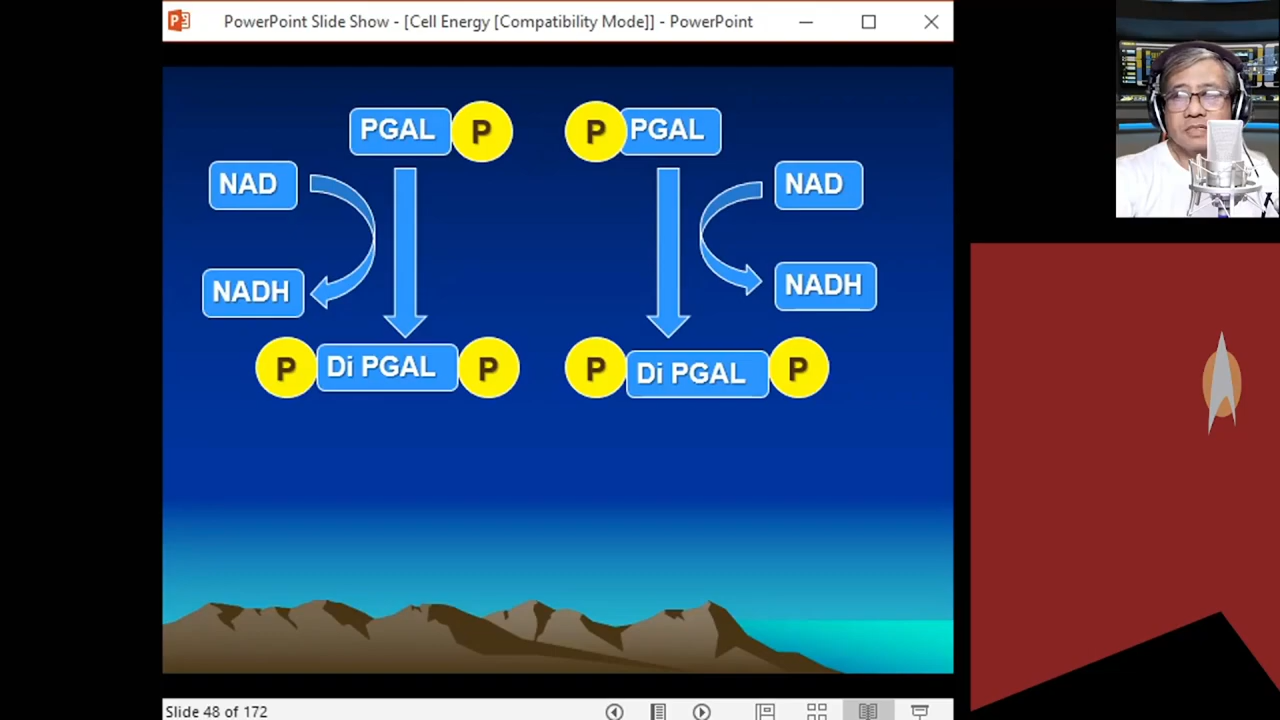 PowerPoint Slide Show - [Cell Energy [Compatibility Mode]] - PowerPoint
PGAL P
P PGAL
NAD
NAD
NADH
NADH
P Di PGAL P
P Di PGAL P
Slide 48 of 172